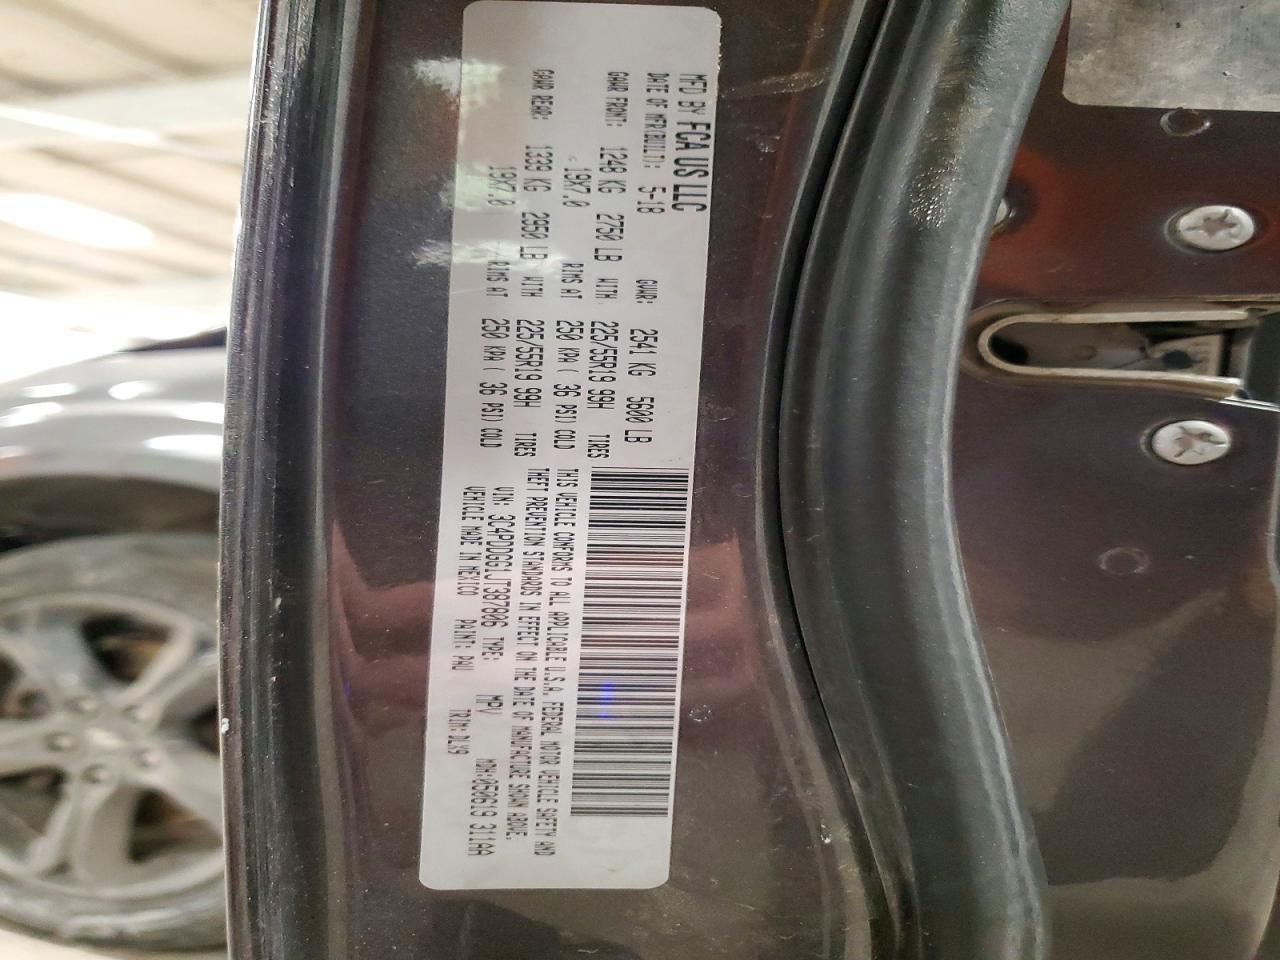 MFD BY FCA US LLC
DATE OF MFR(BUILT): 5-18 GVWR: 2541 KG 5600 LB
GAWR FRONT: 1248 KG 2750 LB WITH 225/55R19 99H TIRES
19X7.0 RIMS AT 250 KPA ( 36 PSI) COLD
GAWR REAR: 1339 KG 2950 LB WITH 225/55R19 99H TIRES
19X7.0 RIMS AT 250 KPA ( 36 PSI) COLD
THIS VEHICLE CONFORMS TO ALL APPLICABLE U.S.A. FEDERAL MOTOR VEHICLE SAFETY AND
THEFT PREVENTION STANDARDS IN EFFECT ON THE DATE OF MANUFACTURE SHOWN ABOVE.
VIN: 3C4PDDGG1JT397806 TYPE: MPV MDH:050619 311AA
VEHICLE MADE IN MEXICO PAINT: PAU TRIM:DLX9